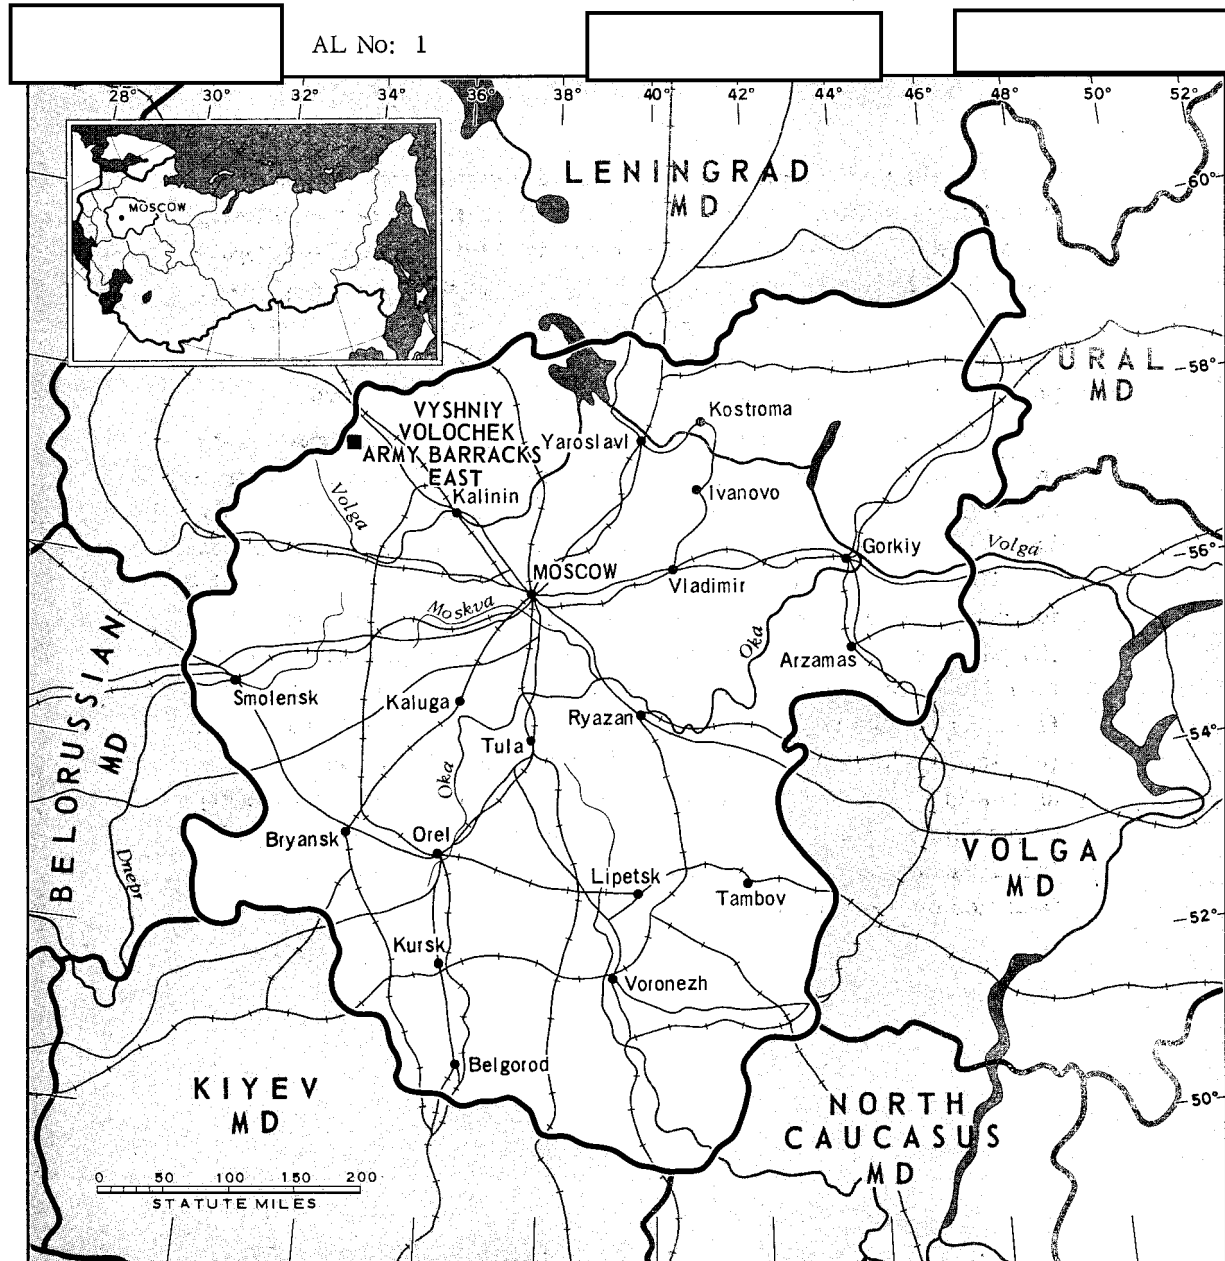 AL No: 1
28° 30° 32° 34° 36° 38° 40° 42° 44° 46° 48° 50° 52°
MOSCOW
LENINGRAD
MD
60°
URAL
MD
58°
VYSHNIY
VOLOCHEK
ARMY BARRACKS
EAST
Kostroma
Yaroslavl
Kalinin
Volga
Ivanovo
Gorkiy
Volga
56°
MOSCOW
Vladimir
Moskva
Oka
Arzamas
BELORUSSIAN
MD
Smolensk
Kaluga
Ryazan
Tula
54°
Oka
Bryansk
Orel
Dnepr
Lipetsk
Tambov
VOLGA
MD
52°
Kursk
Voronezh
Belgorod
KIYEV
MD
NORTH
CAUCASUS
MD
50°
0 50 100 150 200
STATUTE MILES